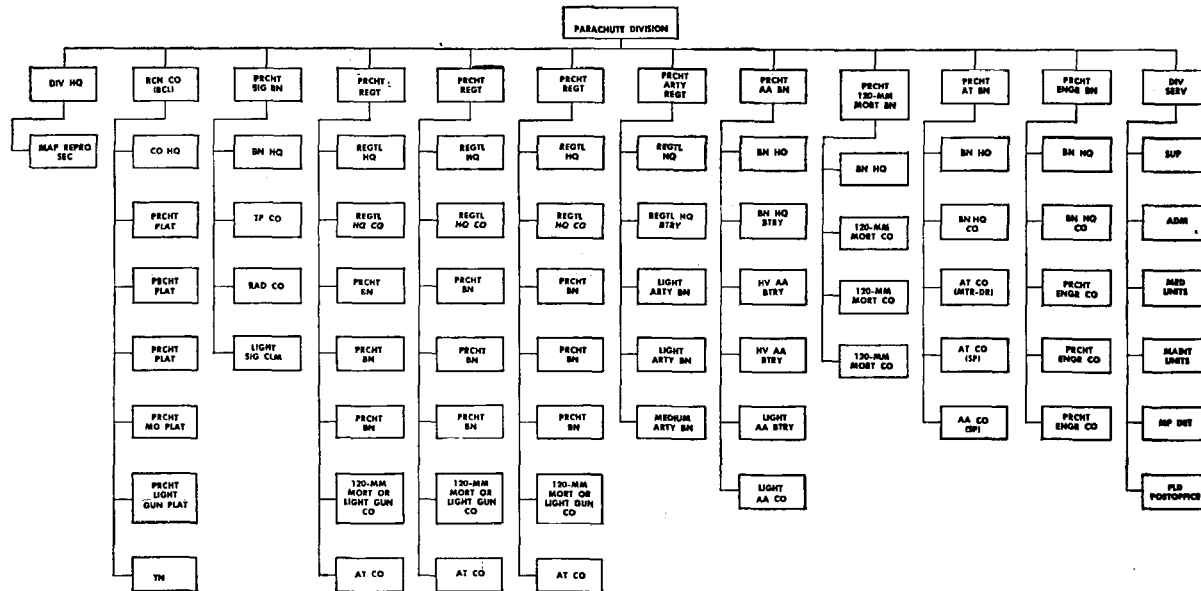 PARACHUTE DIVISION
DIV HQ
MAP REPRO
SEC
RCN CO
(BCL)
CO HQ
PRCHT
PLAT
PRCHT
PLAT
PRCHT
PLAT
PRCHT
MG PLAT
PRCHT
LIGHT
GUN PLAT
TN
PRCHT
SIG BN
BN HQ
TP CO
RAD CO
LIGHT
SIG CLM
PRCHT
REGT
REGTL
HQ
REGTL
HQ CO
PRCHT
BN
PRCHT
BN
PRCHT
BN
120-MM
MORT OR
LIGHT GUN
CO
AT CO
PRCHT
REGT
REGTL
HQ
REGTL
HQ CO
PRCHT
BN
PRCHT
BN
PRCHT
BN
120-MM
MORT OR
LIGHT GUN
CO
AT CO
PRCHT
REGT
REGTL
HQ
REGTL
HQ CO
PRCHT
BN
PRCHT
BN
PRCHT
BN
120-MM
MORT OR
LIGHT GUN
CO
AT CO
PRCHT
ARTY
REGT
REGTL
HQ
REGTL HQ
BTRY
LIGHT
ARTY BN
LIGHT
ARTY BN
MEDIUM
ARTY BN
PRCHT
AA BN
BN HQ
BN HQ
BTRY
HV AA
BTRY
HV AA
BTRY
LIGHT
AA BTRY
LIGHT
AA CO
PRCHT
120-MM
MORT BN
BN HQ
120-MM
MORT CO
120-MM
MORT CO
120-MM
MORT CO
PRCHT
AT BN
BN HQ
BN HQ
CO
AT CO
(MTR-DR)
AT CO
(SP)
AA CO
(SP)
PRCHT
ENGR BN
BN HQ
BN HQ
CO
PRCHT
ENGR CO
PRCHT
ENGR CO
PRCHT
ENGR CO
DIV
SERV
SUP
ADM
MED
UNITS
MAINT
UNITS
MP DET
FLD
POSTOFFICE